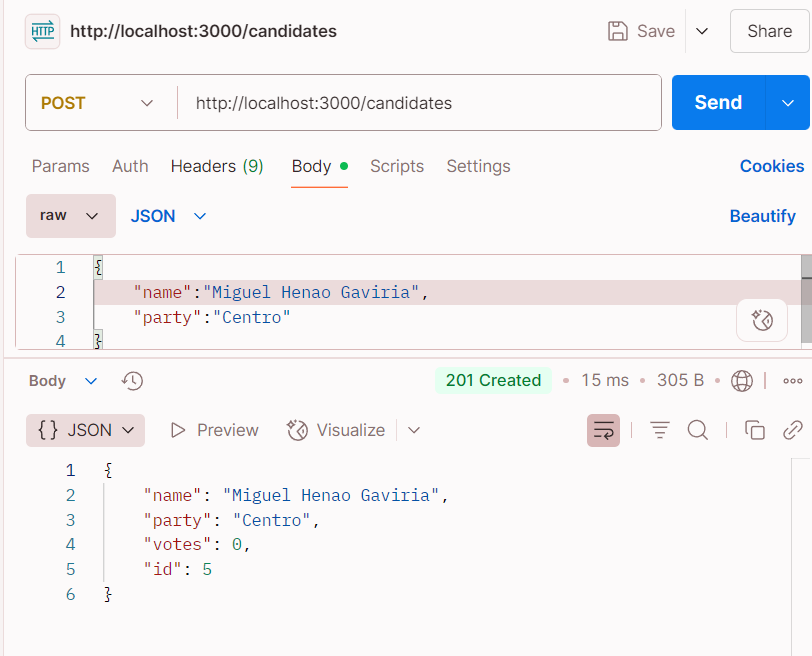 HTTP http://localhost:3000/candidates Save Share
POST http://localhost:3000/candidates Send
Params Auth Headers (9) Body Scripts Settings Cookies
raw JSON Beautify
1 {
2 "name":"Miguel Henao Gaviria",
3 "party":"Centro"
4 }
Body 201 Created • 15 ms • 305 B •
{} JSON Preview Visualize
1 {
2 "name": "Miguel Henao Gaviria",
3 "party": "Centro",
4 "votes": 0,
5 "id": 5
6 }